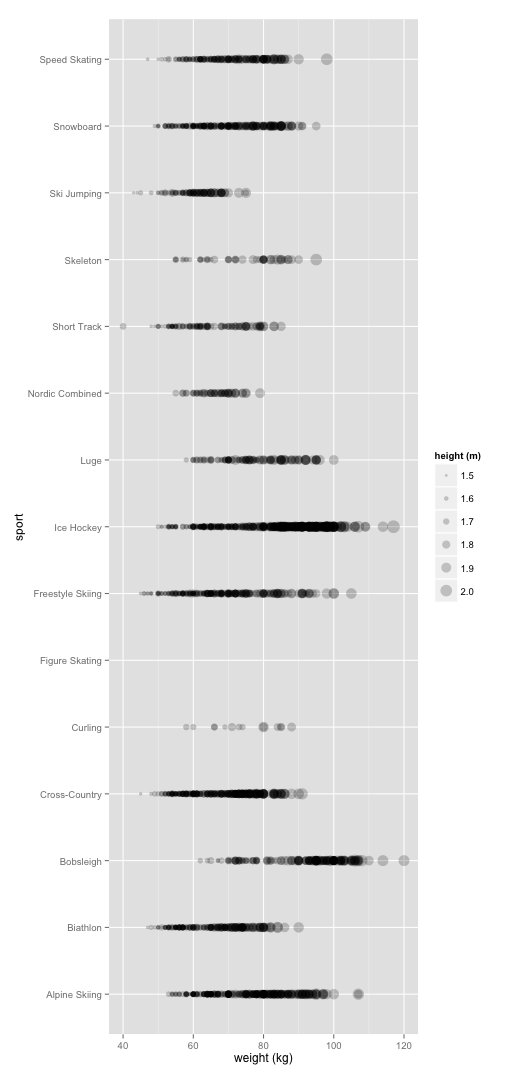 Speed Skating
Snowboard
Ski Jumping
Skeleton
Short Track
Nordic Combined
Luge
Ice Hockey
Freestyle Skiing
Figure Skating
Curling
Cross-Country
Bobsleigh
Biathlon
Alpine Skiing
sport
40 60 80 100 120
weight (kg)
height (m)
1.5
1.6
1.7
1.8
1.9
2.0